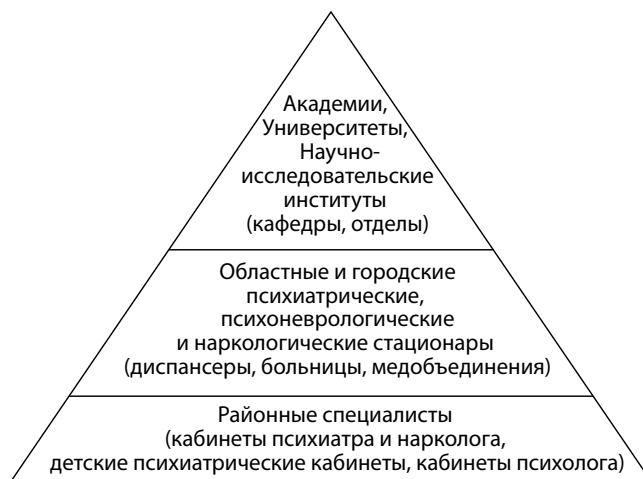 Академии,
Университеты,
Научно-
исследовательские
институты
(кафедры, отделы)
Областные и городские
психиатрические,
психоневрологические
и наркологические стационары
(диспансеры, больницы, медобъединения)
Районные специалисты
(кабинеты психиатра и нарколога,
детские психиатрические кабинеты, кабинеты психолога)